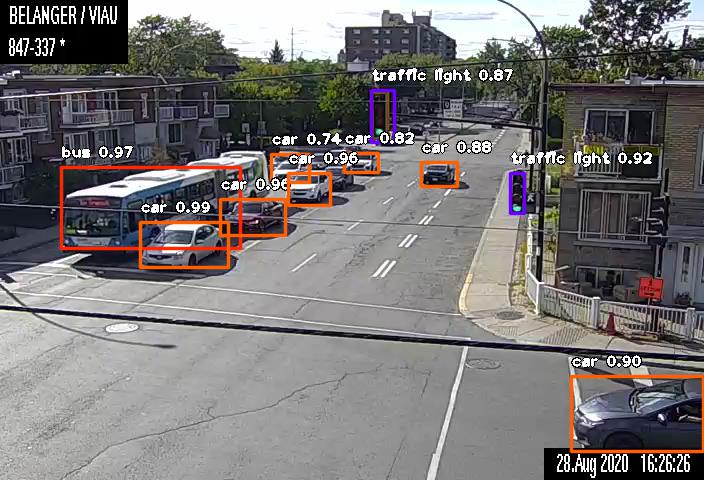 BELANGER / VIAU
847-337 *
traffic light 0.87
car 0.74
car 0.82
bus 0.97
car 0.96
car 0.88
traffic light 0.92
car 0.96
car 0.99
car 0.90
28.Aug 2020 16:26:26